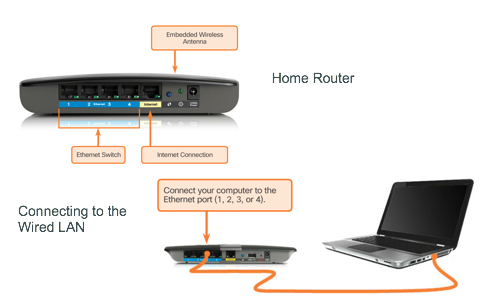 Embedded Wireless
Antenna
Home Router
1 2 Ethernet 3 4 Internet
Ethernet Switch
Internet Connection
Connect your computer to the
Ethernet port (1, 2, 3, or 4).
Connecting to the
Wired LAN